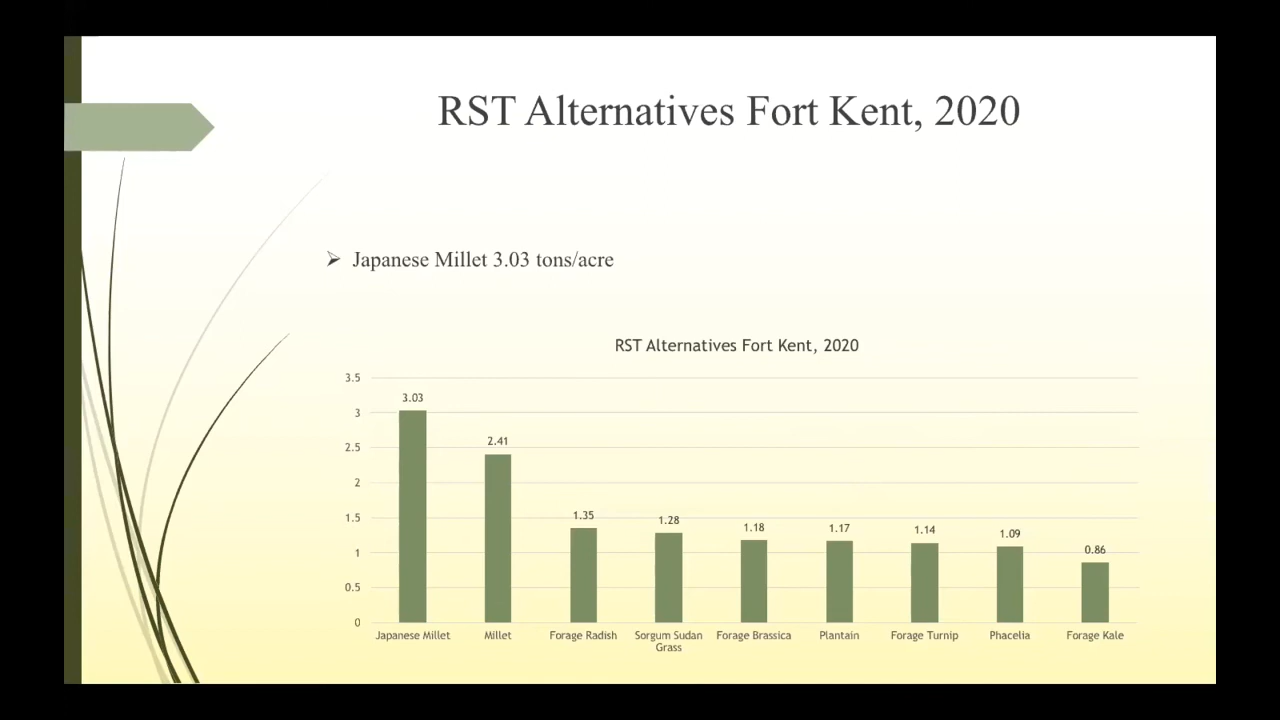 RST Alternatives Fort Kent, 2020
Japanese Millet 3.03 tons/acre
RST Alternatives Fort Kent, 2020
3.5
3
2.5
2
1.5
1
0.5
0
3.03
2.41
1.35
1.28
1.18
1.17
1.14
1.09
0.86
Japanese Millet
Millet
Forage Radish
Sorgum Sudan
Grass
Forage Brassica
Plantain
Forage Turnip
Phacelia
Forage Kale